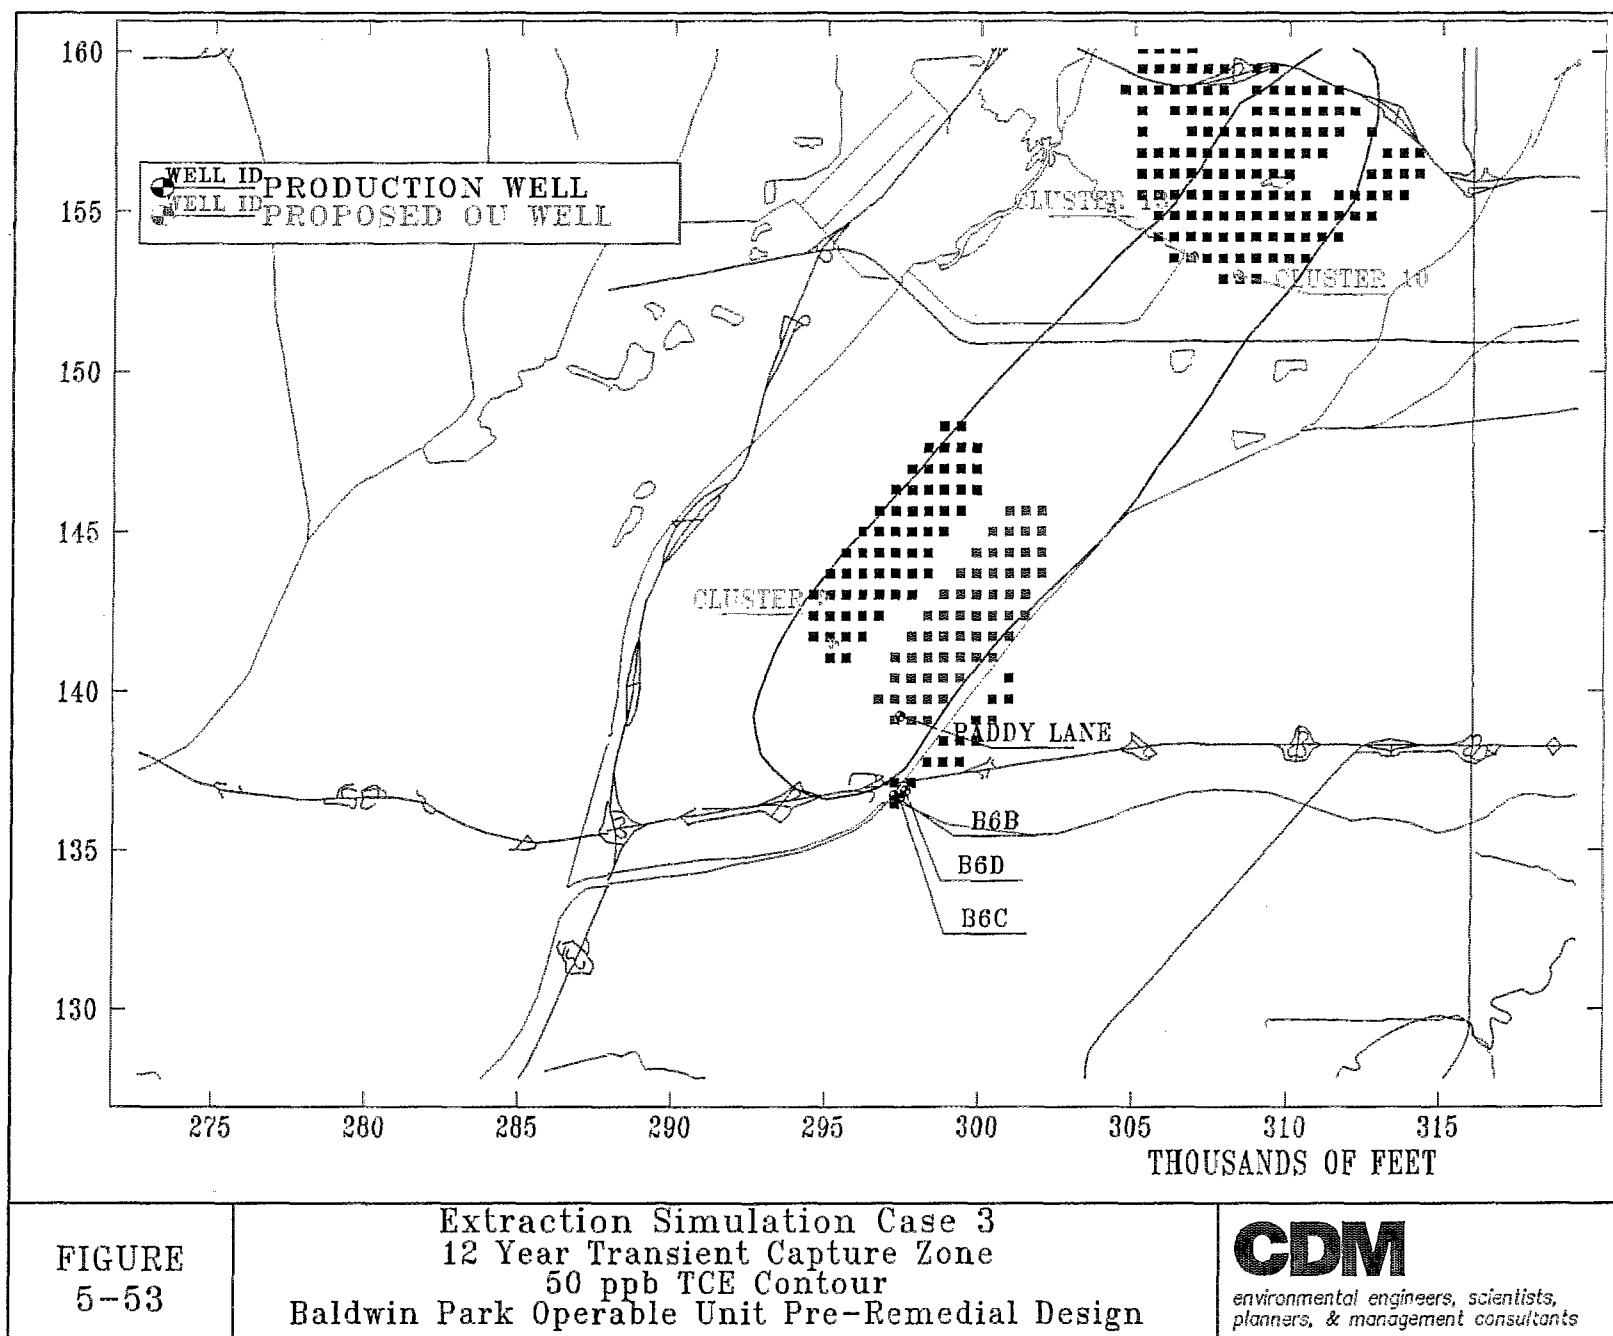 160
155
150
145
140
135
130
WELL ID PRODUCTION WELL
WELL ID PROPOSED OU WELL
CLUSTER
CLUSTER 10
CLUSTER
PADDY LANE
B6B
B6D
B6C
275 280 285 290 295 300 305 310 315
THOUSANDS OF FEET
FIGURE
5-53
Extraction Simulation Case 3
12 Year Transient Capture Zone
50 ppb TCE Contour
Baldwin Park Operable Unit Pre-Remedial Design
CDM
environmental engineers, scientists,
planners, & management consultants